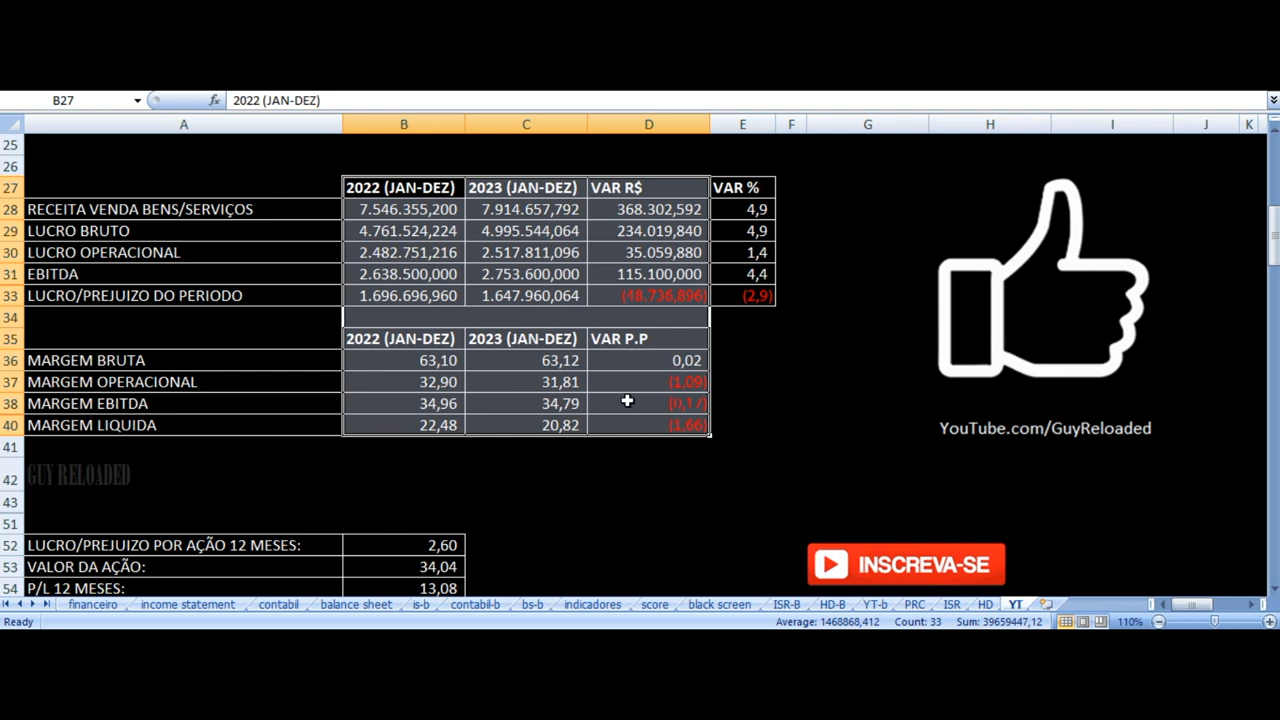 B27 fx 2022 (JAN-DEZ)
A B C D E F G H I J K
25
26
27 2022 (JAN-DEZ) 2023 (JAN-DEZ) VAR R$ VAR %
28 RECEITA VENDA BENS/SERVIÇOS 7.546.355,200 7.914.657,792 368.302,592 4,9
29 LUCRO BRUTO 4.761.524,224 4.995.544,064 234.019,840 4,9
30 LUCRO OPERACIONAL 2.482.751,216 2.517.811,096 35.059,880 1,4
31 EBITDA 2.638.500,000 2.753.600,000 115.100,000 4,4
33 LUCRO/PREJUIZO DO PERIODO 1.696.696,960 1.647.960,064 (48.736,896) (2,9)
34
35 2022 (JAN-DEZ) 2023 (JAN-DEZ) VAR P.P
36 MARGEM BRUTA 63,10 63,12 0,02
37 MARGEM OPERACIONAL 32,90 31,81 (1,09)
38 MARGEM EBITDA 34,96 34,79 (0,17)
40 MARGEM LIQUIDA 22,48 20,82 (1,66)
YouTube.com/GuyReloaded
41
42 GUY RELOADED
43
51
52 LUCRO/PREJUIZO POR AÇÃO 12 MESES: 2,60
53 VALOR DA AÇÃO: 34,04
54 P/L 12 MESES: 13,08
INSCREVA-SE
financeiro income statement contabil balance sheet is-b contabil-b bs-b indicadores score black screen ISR-B HD-B YT-b PRC ISR HD YT
Ready Average: 1468868,412 Count: 33 Sum: 39659447,12 110%